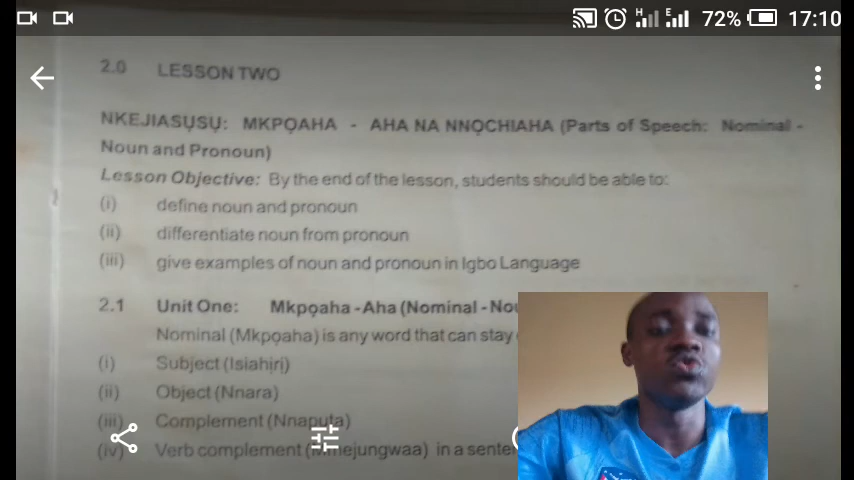 H E 72% 17:10
2.0 LESSON TWO
NKEJIASỤSỤ: MKPỌAHA - AHA NA NNỌCHIAHA (Parts of Speech: Nominal -
Noun and Pronoun)
Lesson Objective: By the end of the lesson, students should be able to:
(i) define noun and pronoun
(ii) differentiate noun from pronoun
(iii) give examples of noun and pronoun in Igbo Language
2.1 Unit One: Mkpọaha -Aha (Nominal -
Nominal (Mkpọaha) is any word that can stay
(i) Subject (Isiahịrị)
(ii) Object (Nnara)
(iii) Complement (Nnaputa)
(iv) Verb complement in a